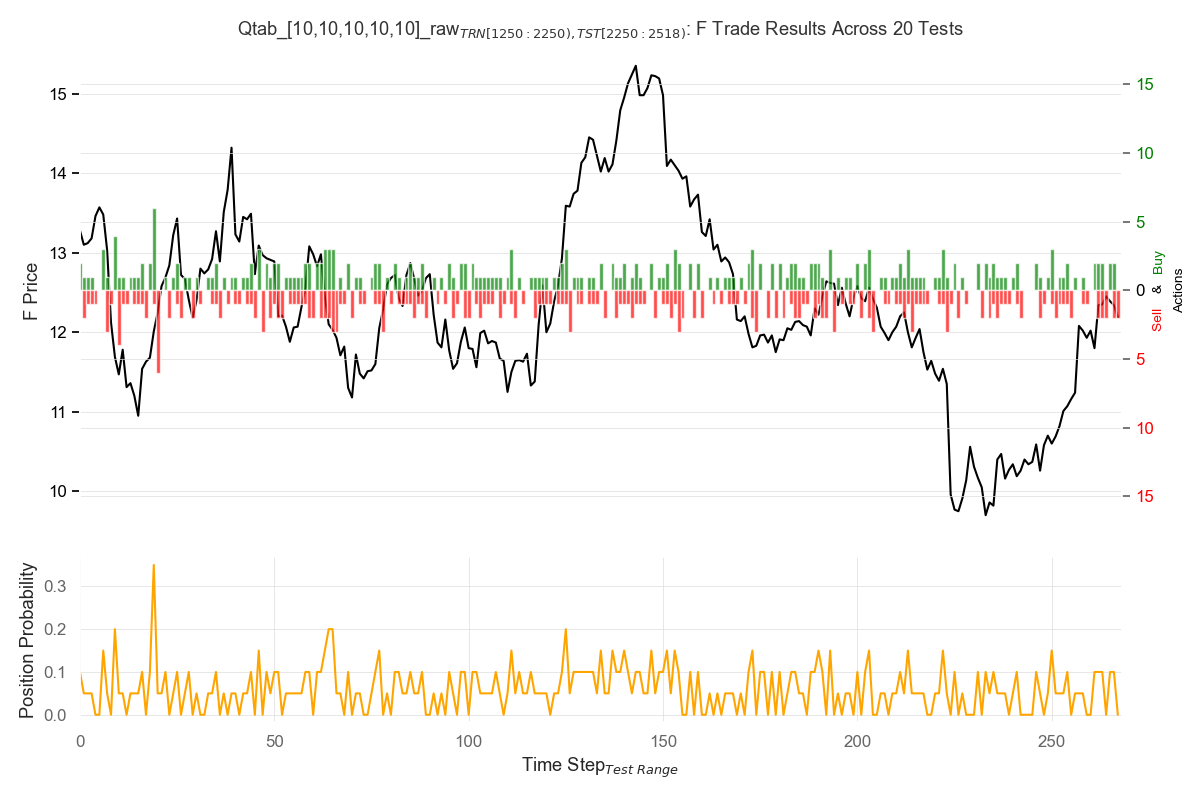 Qtab_[10,10,10,10,10]_raw TRN[1250 : 2250), TST[2250 : 2518): F Trade Results Across 20 Tests
F Price
15
14
13
12
11
10
15
10
5
0
5
10
15
Sell & Buy
Actions
Position Probability
0.3
0.2
0.1
0.0
0 50 100 150 200 250
Time Step Test Range